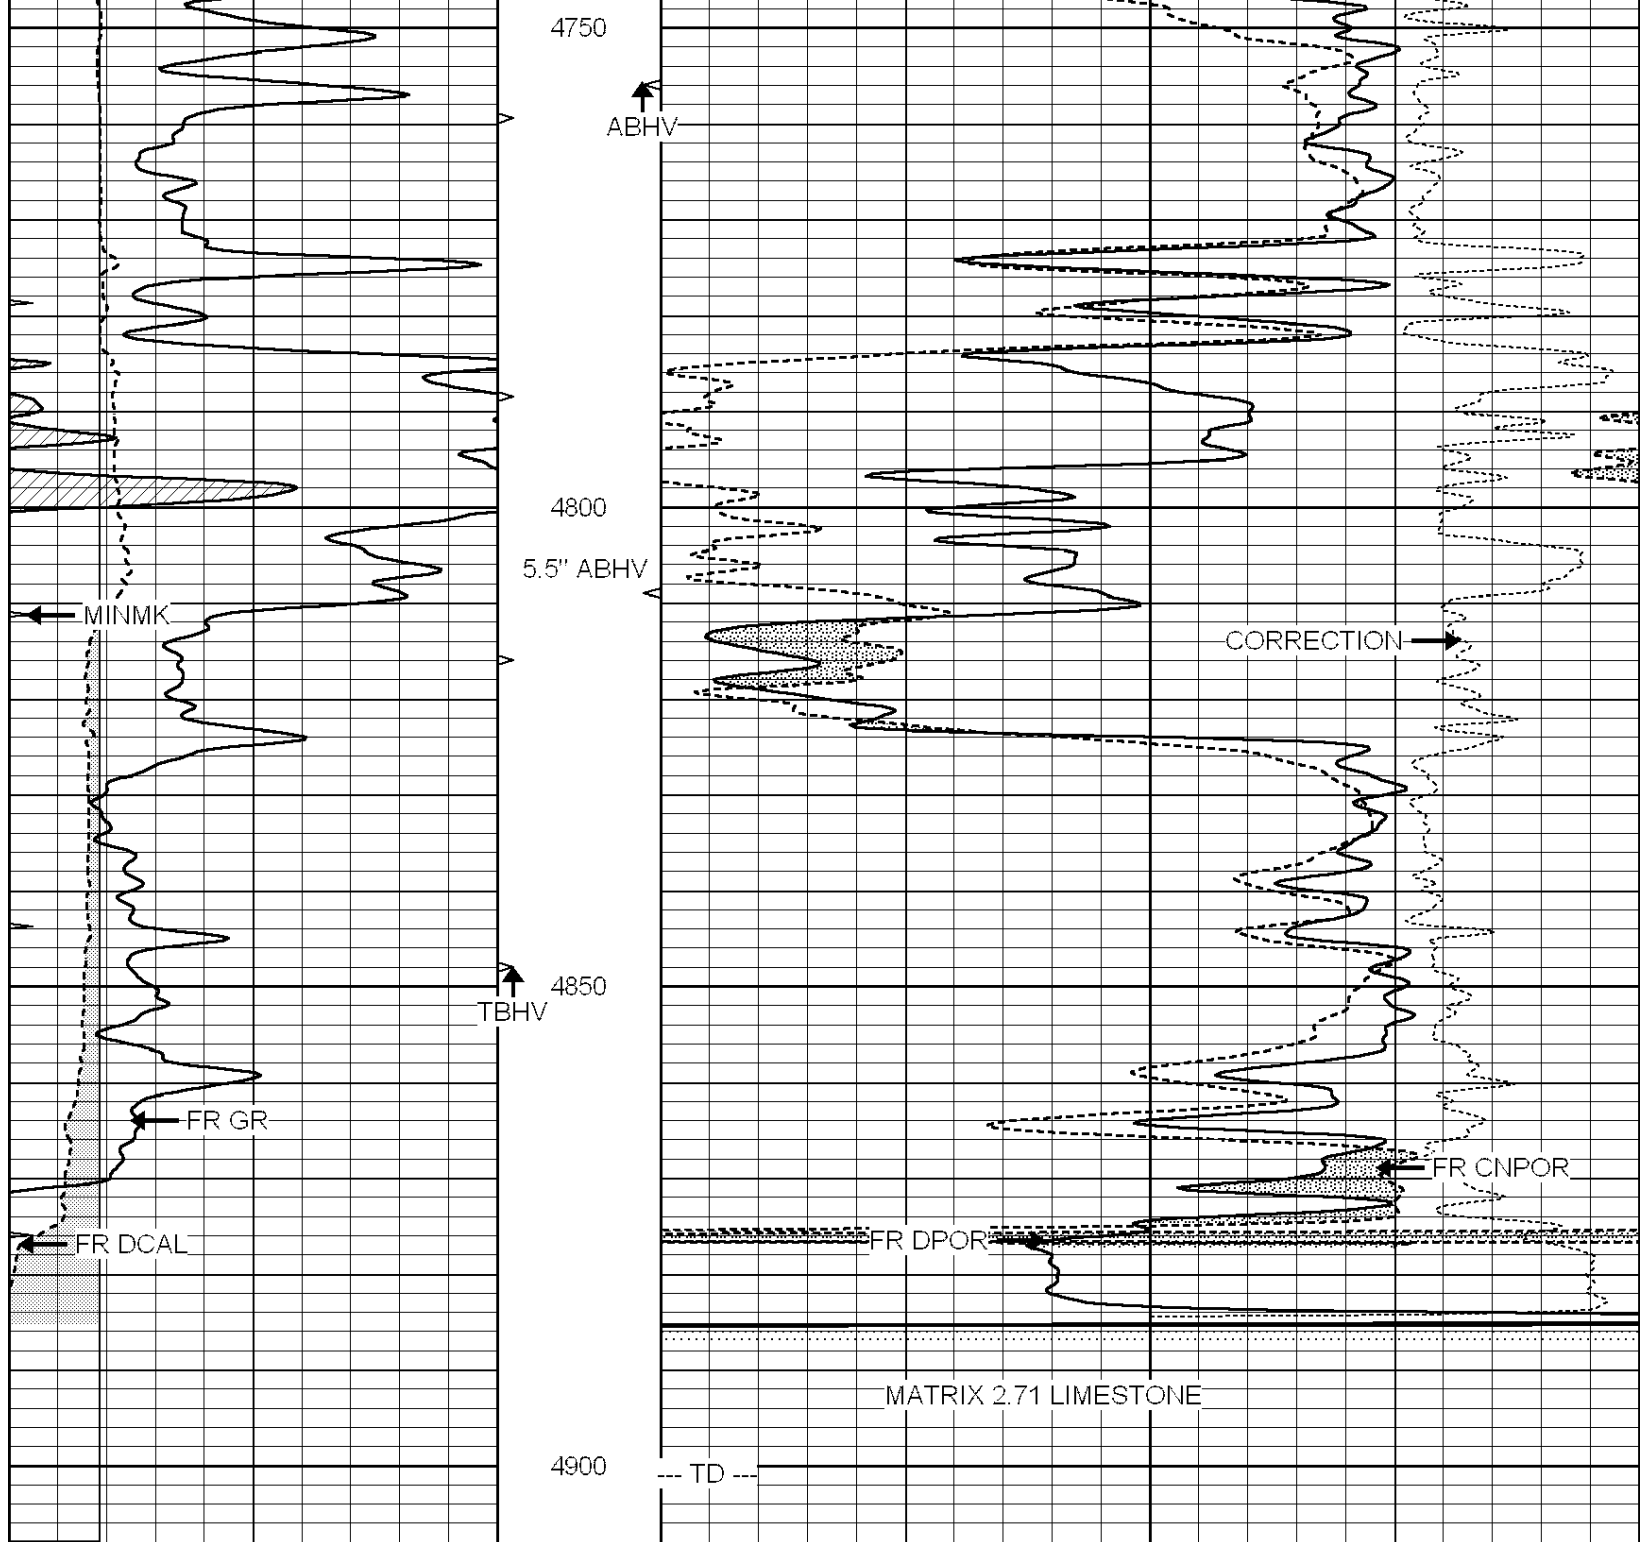 4750
ABHV
4800
5.5" ABHV
MINMK
CORRECTION
4850
TBHV
FR GR
FR CNPOR
FR DPOR
FR DCAL
MATRIX 2.71 LIMESTONE
4900
--- TD ---